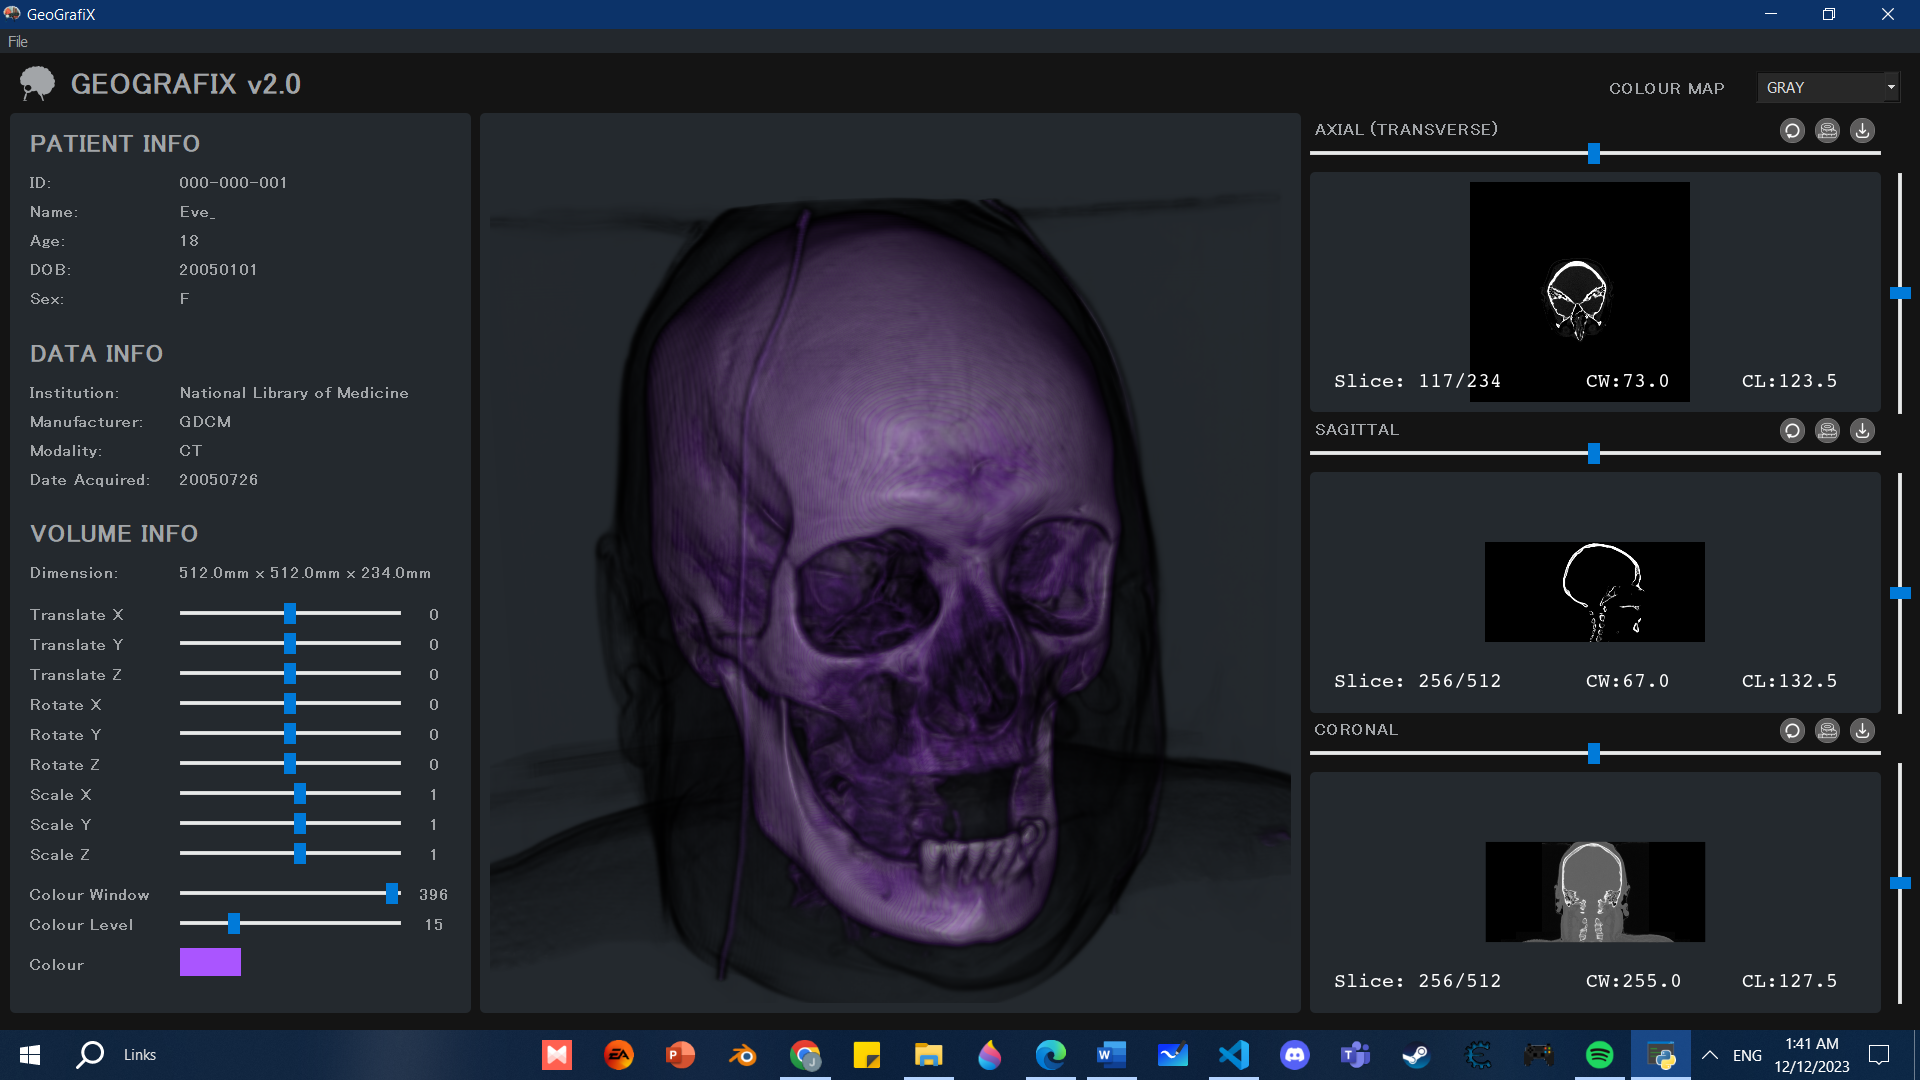 GeoGrafiX
File
GEOGRAFIX v2.0
COLOUR MAP GRAY
PATIENT INFO
ID: 000-000-001
Name: Eve_
Age: 18
DOB: 20050101
Sex: F
DATA INFO
Institution: National Library of Medicine
Manufacturer: GDCM
Modality: CT
Date Acquired: 20050726
VOLUME INFO
Dimension: 512.0mm x 512.0mm x 234.0mm
Translate X 0
Translate Y 0
Translate Z 0
Rotate X 0
Rotate Y 0
Rotate Z 0
Scale X 1
Scale Y 1
Scale Z 1
Colour Window 396
Colour Level 15
Colour
AXIAL (TRANSVERSE)
Slice: 117/234 CW:73.0 CL:123.5
SAGITTAL
Slice: 256/512 CW:67.0 CL:132.5
CORONAL
Slice: 256/512 CW:255.0 CL:127.5
Links
EA
P
J
W
ENG
1:41 AM
12/12/2023